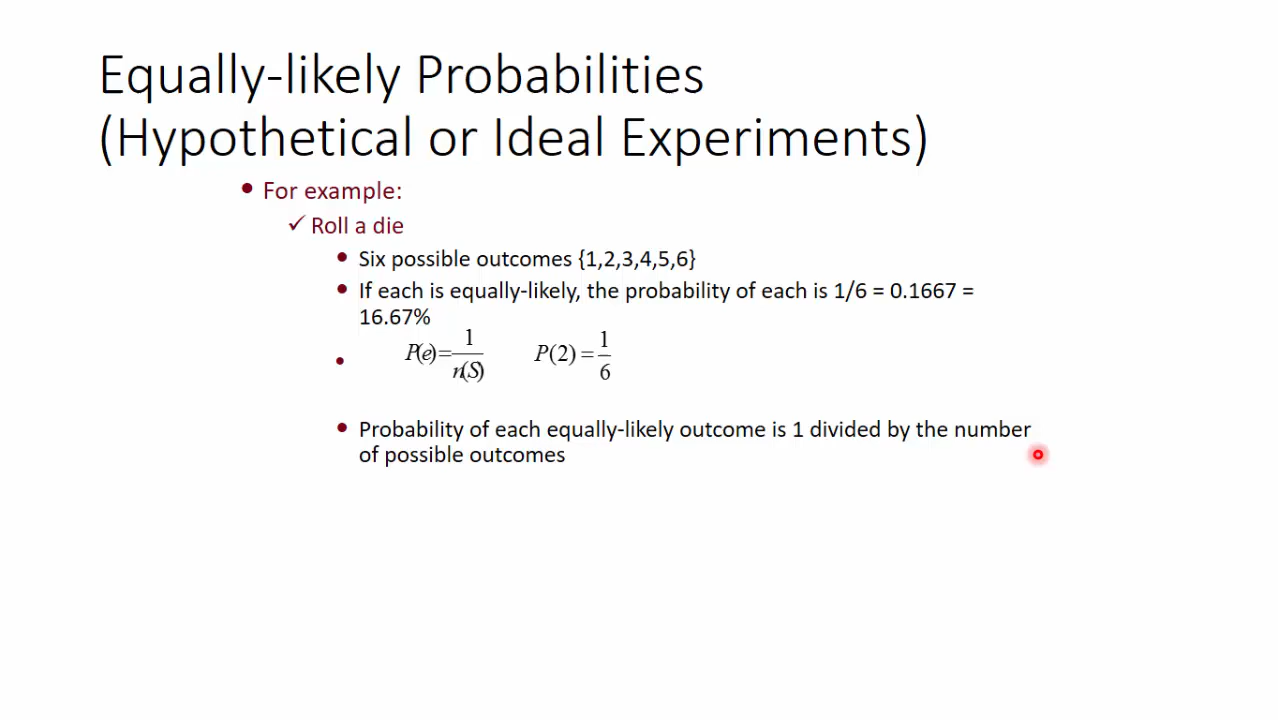 Equally-likely Probabilities
(Hypothetical or Ideal Experiments)
• For example:
✓ Roll a die
• Six possible outcomes {1,2,3,4,5,6}
• If each is equally-likely, the probability of each is 1/6 = 0.1667 =
16.67%
• P(e)=1/n(S) P(2)=1/6
• Probability of each equally-likely outcome is 1 divided by the number
of possible outcomes